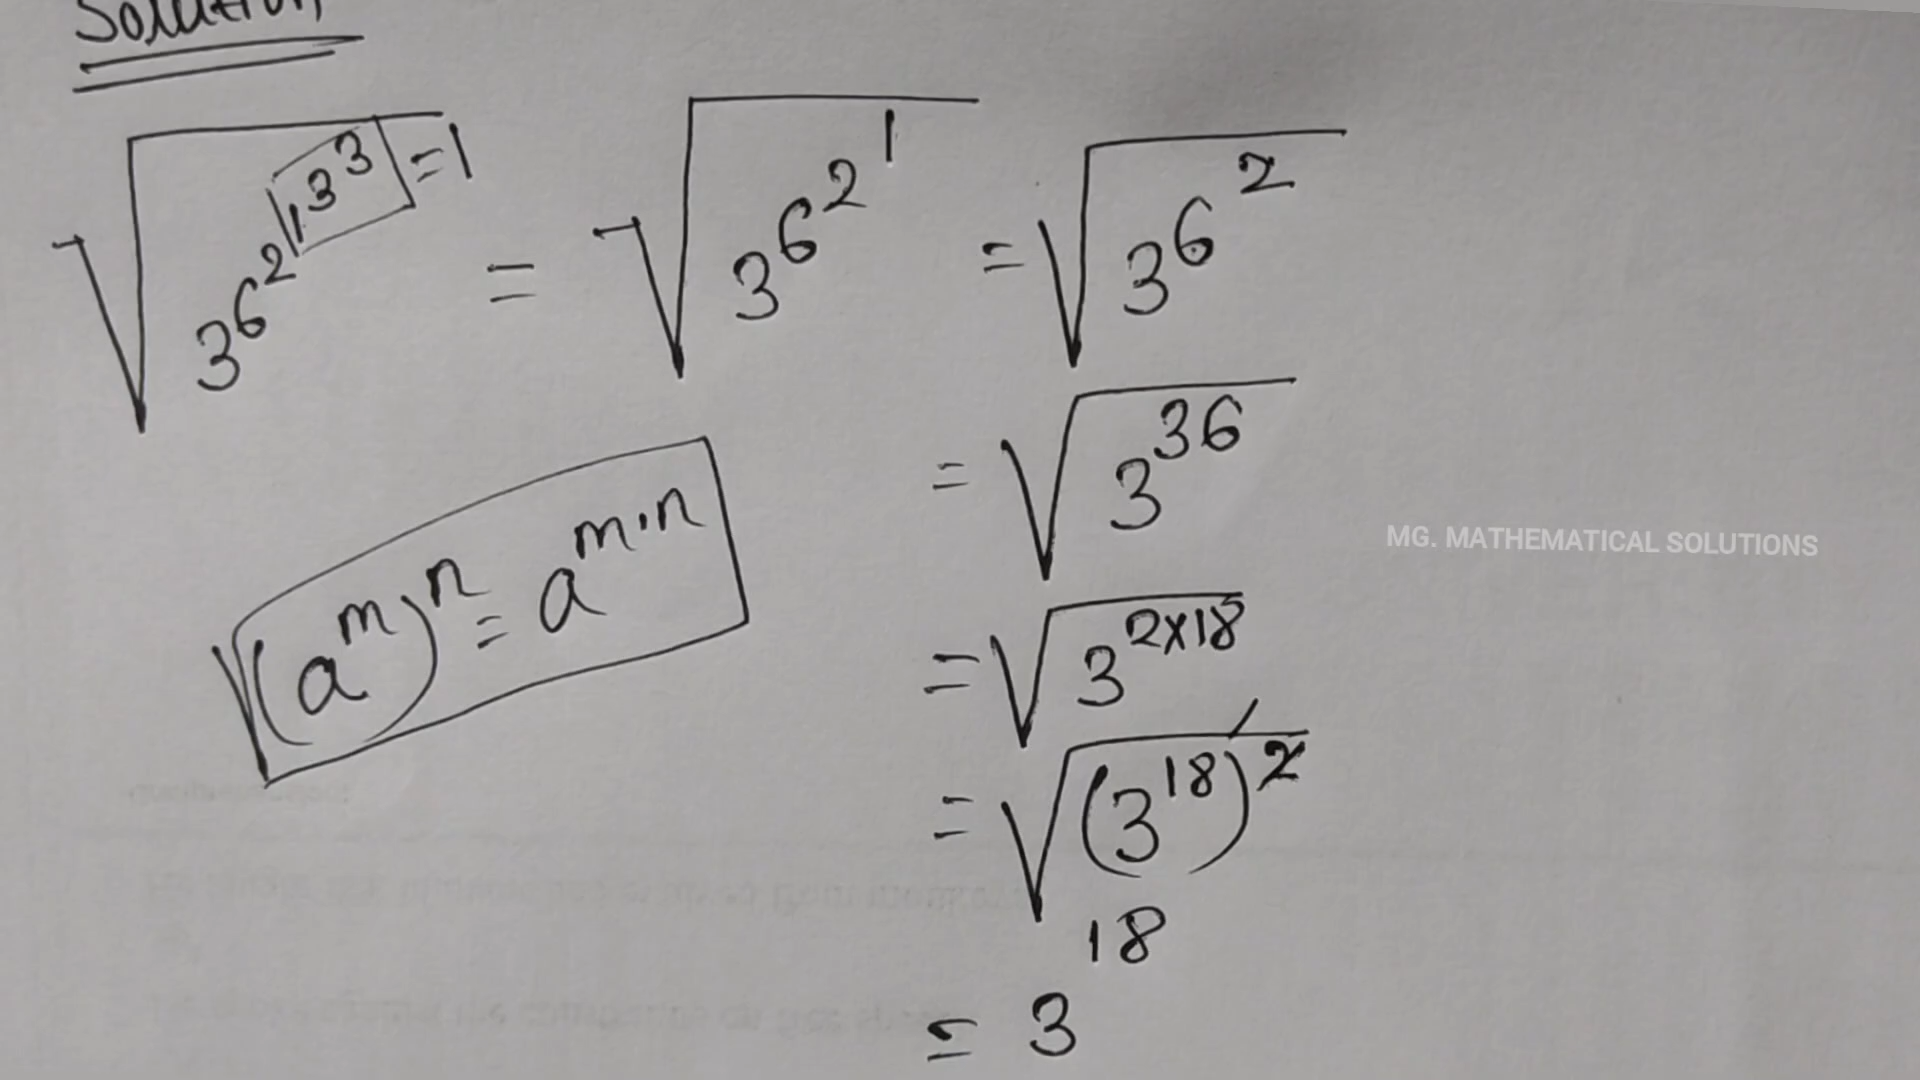 Solution
√(3^6^2^1^3^3) =1 = √(3^6^2^1) = √(3^6^2)
= √(3^36)
(a^m)^n = a^m·n
= √(3^2×18)
= √((3^18)^2)
= 3^18
MG. MATHEMATICAL SOLUTIONS